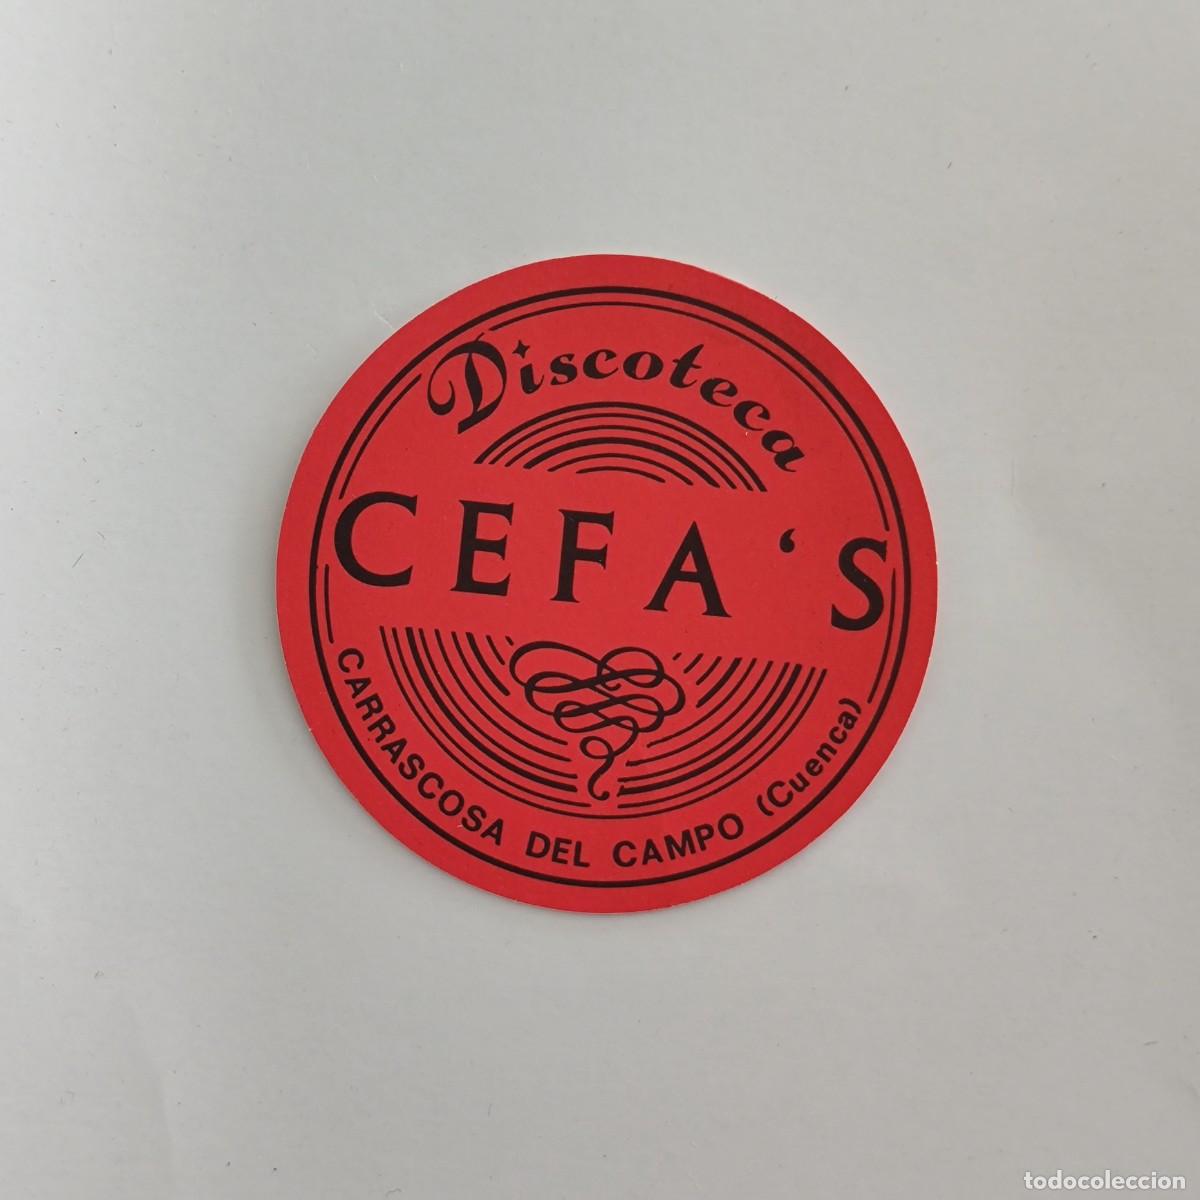 Discoteca
CEFA'S
CARRASCOSA DEL CAMPO (Cuenca)
todocoleccion